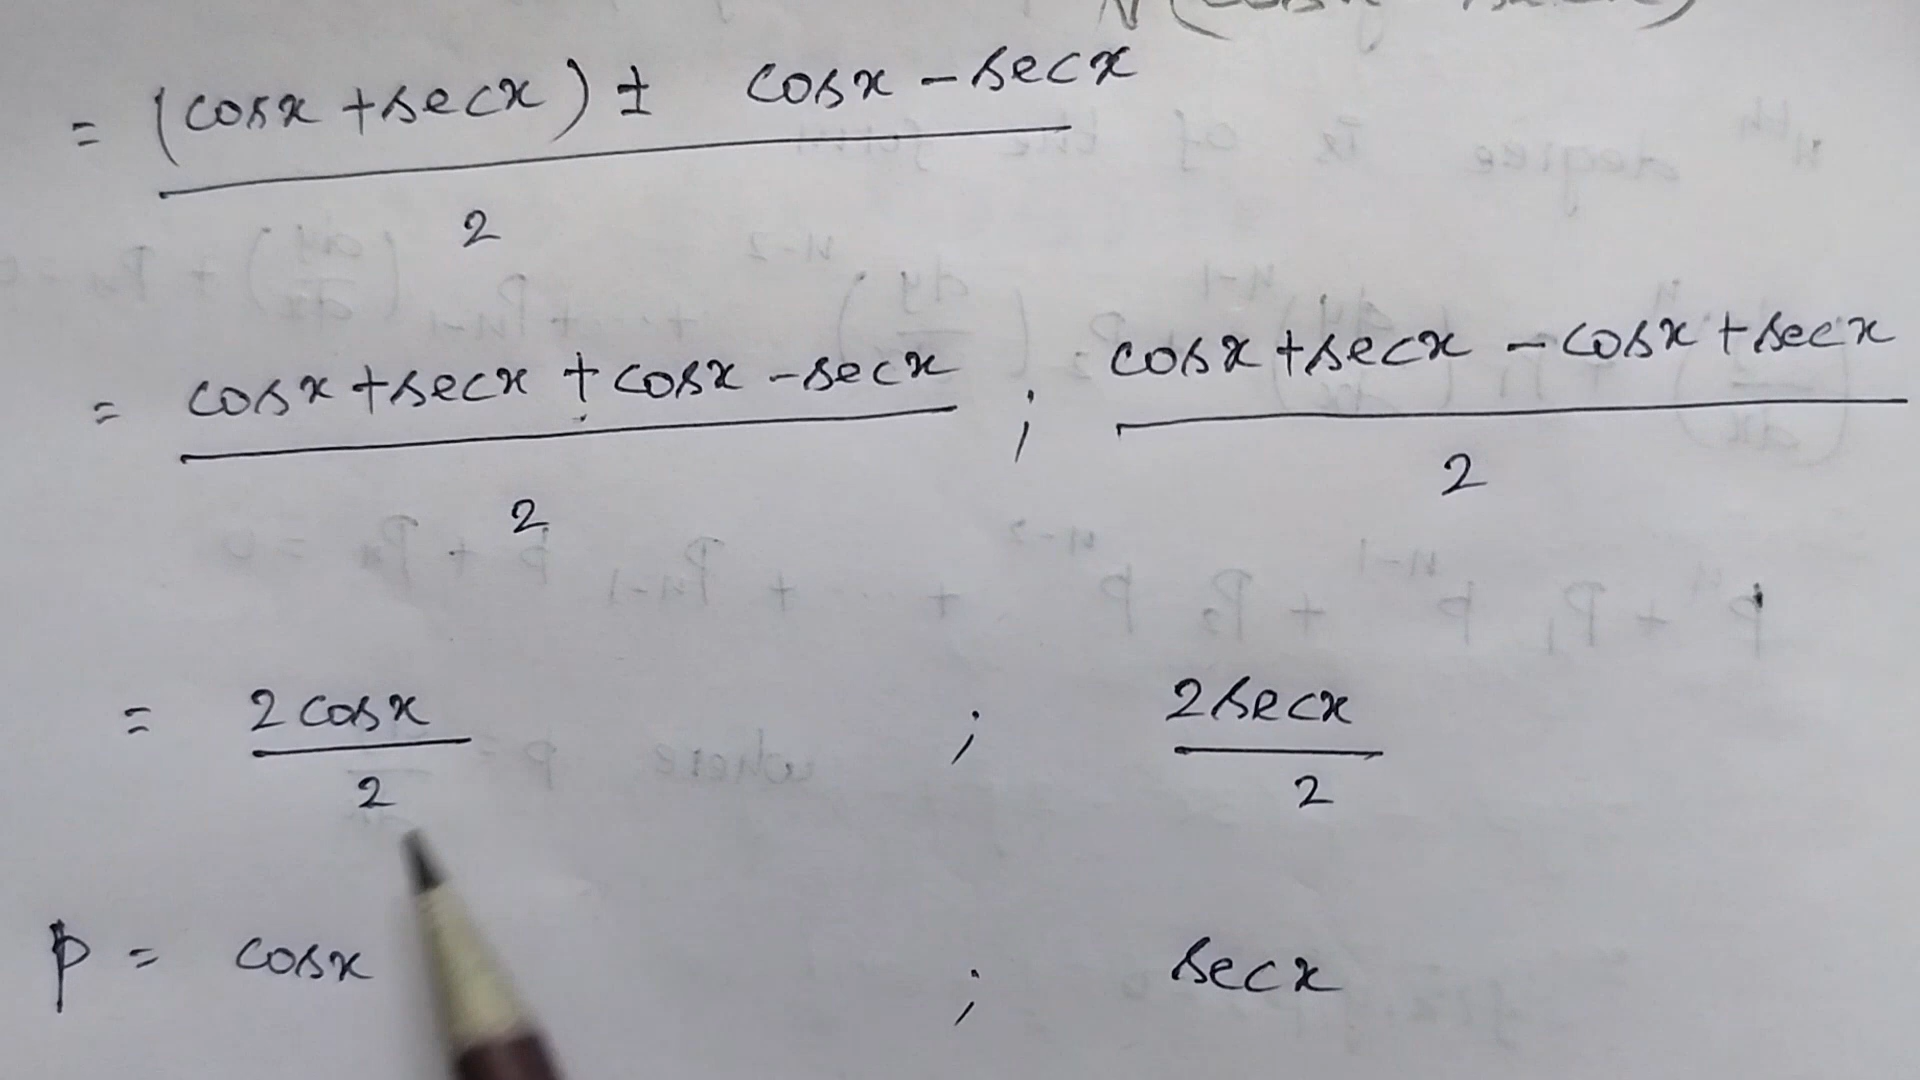 = (cosx + secx) ± cosx - secx
2
= cosx + secx + cosx - secx ; cosx + secx - cosx + secx
2 2
= 2cosx ; 2secx
2 2
p = cosx ; secx